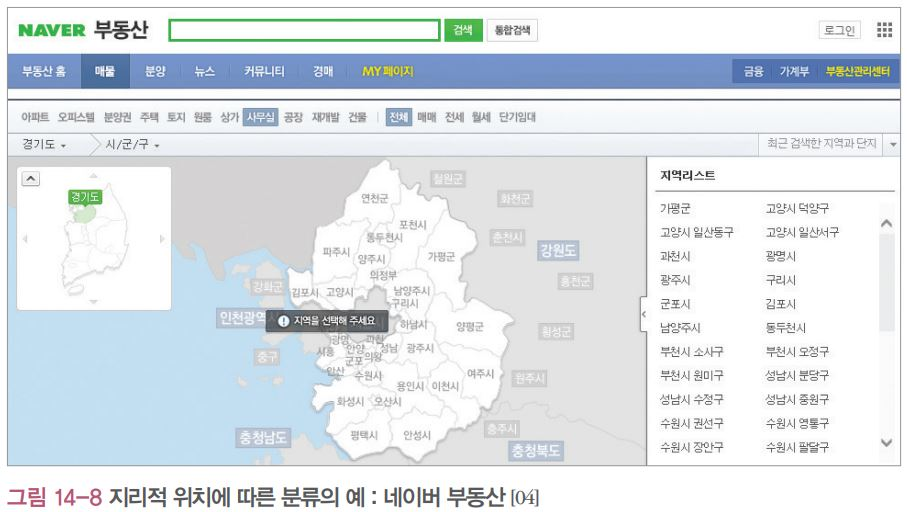 NAVER 부동산 검색 통합검색 로그인
부동산 홈 매물 분양 뉴스 커뮤니티 경매 MY페이지 금융 가계부 부동산관리센터
아파트 오피스텔 분양권 주택 토지 원룸 상가 사무실 공장 재개발 건물 전체 매매 전세 월세 단기임대
경기도 시/군/구 최근 검색한 지역과 단지
경기도
연천군
철원군
포천시
화천군
동두천시
파주시
양주시
가평군
춘천시
강원도
의정부
홍천군
강화군
김포시
고양시
남양주시
구리시
인천광역시
지역을 선택해 주세요.
하남시
양평군
횡성군
광명
과천
시흥
안양
성남
광주시
중구
군포
의왕
안산
수원시
용인시
이천시
여주시
원주시
화성시
오산시
평택시
안성시
충주시
충청남도
충청북도
지역리스트
가평군 고양시 덕양구
고양시 일산동구 고양시 일산서구
과천시 광명시
광주시 구리시
군포시 김포시
남양주시 동두천시
부천시 소사구 부천시 오정구
부천시 원미구 성남시 분당구
성남시 수정구 성남시 중원구
수원시 권선구 수원시 영통구
수원시 장안구 수원시 팔달구
그림 14-8 지리적 위치에 따른 분류의 예 : 네이버 부동산 [04]